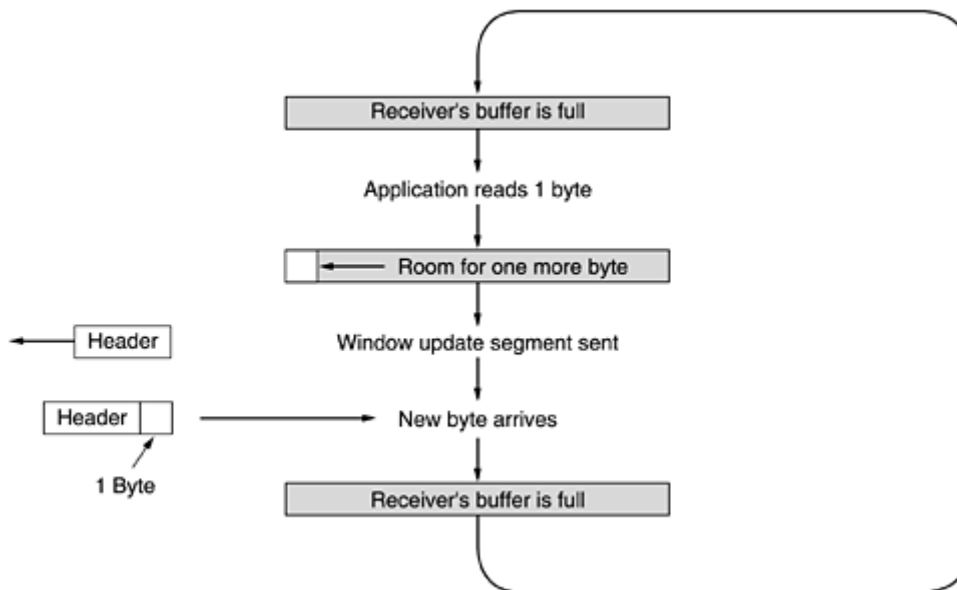 Receiver's buffer is full
Application reads 1 byte
Room for one more byte
Header
Window update segment sent
Header
New byte arrives
1 Byte
Receiver's buffer is full